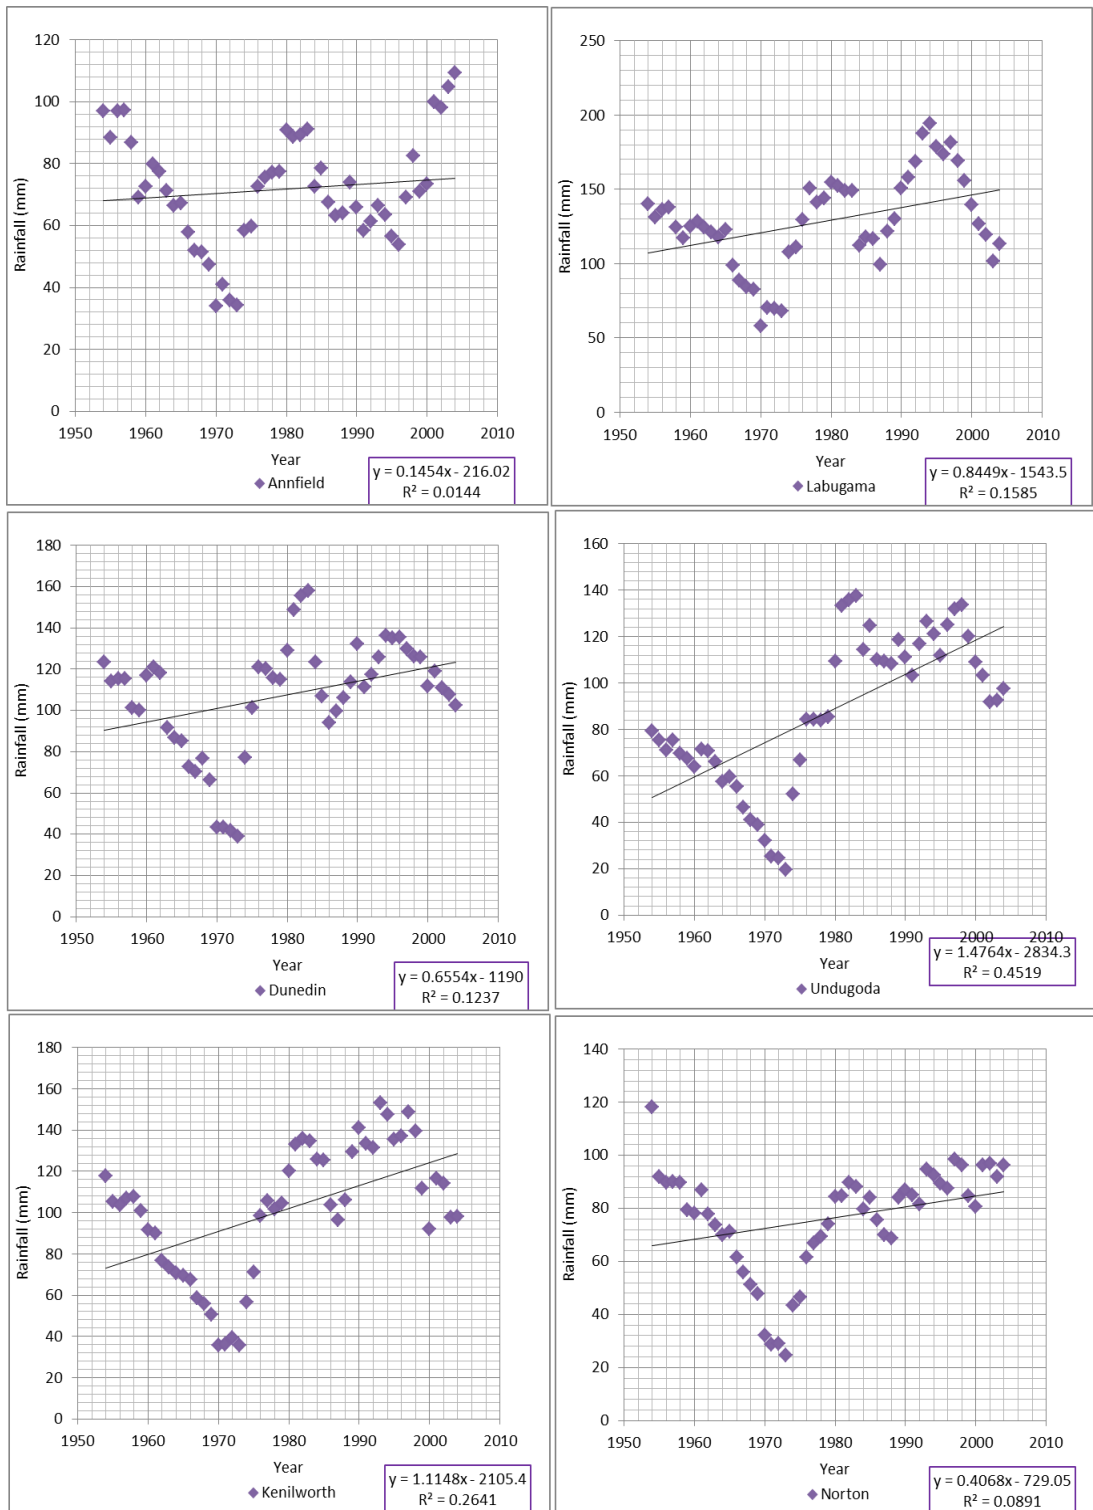 120
100
80
60
40
20
0
Rainfall (mm)
1950 1960 1970 1980 1990 2000 2010
Year
Annfield
y = 0.1454x - 216.02
R² = 0.0144
250
200
150
100
50
0
Rainfall (mm)
1950 1960 1970 1980 1990 2000 2010
Year
Labugama
y = 0.8449x - 1543.5
R² = 0.1585
180
160
140
120
100
80
60
40
20
0
Rainfall (mm)
1950 1960 1970 1980 1990 2000 2010
Year
Dunedin
y = 0.6554x - 1190
R² = 0.1237
160
140
120
100
80
60
40
20
0
Rainfall (mm)
1950 1960 1970 1980 1990 2000 2010
Year
Undugoda
y = 1.4764x - 2834.3
R² = 0.4519
180
160
140
120
100
80
60
40
20
0
Rainfall (mm)
1950 1960 1970 1980 1990 2000 2010
Year
Kenilworth
y = 1.1148x - 2105.4
R² = 0.2641
140
120
100
80
60
40
20
0
Rainfall (mm)
1950 1960 1970 1980 1990 2000 2010
Year
Norton
y = 0.4068x - 729.05
R² = 0.0891